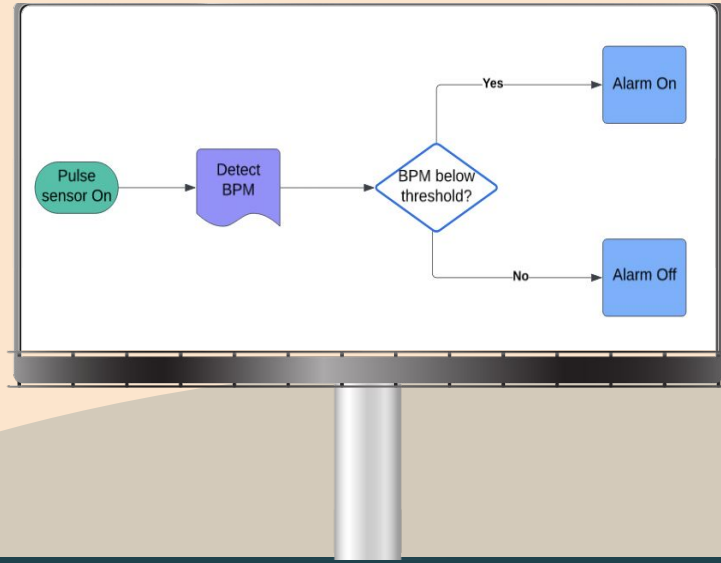 Pulse
sensor On
Detect
BPM
BPM below
threshold?
Yes
Alarm On
No
Alarm Off